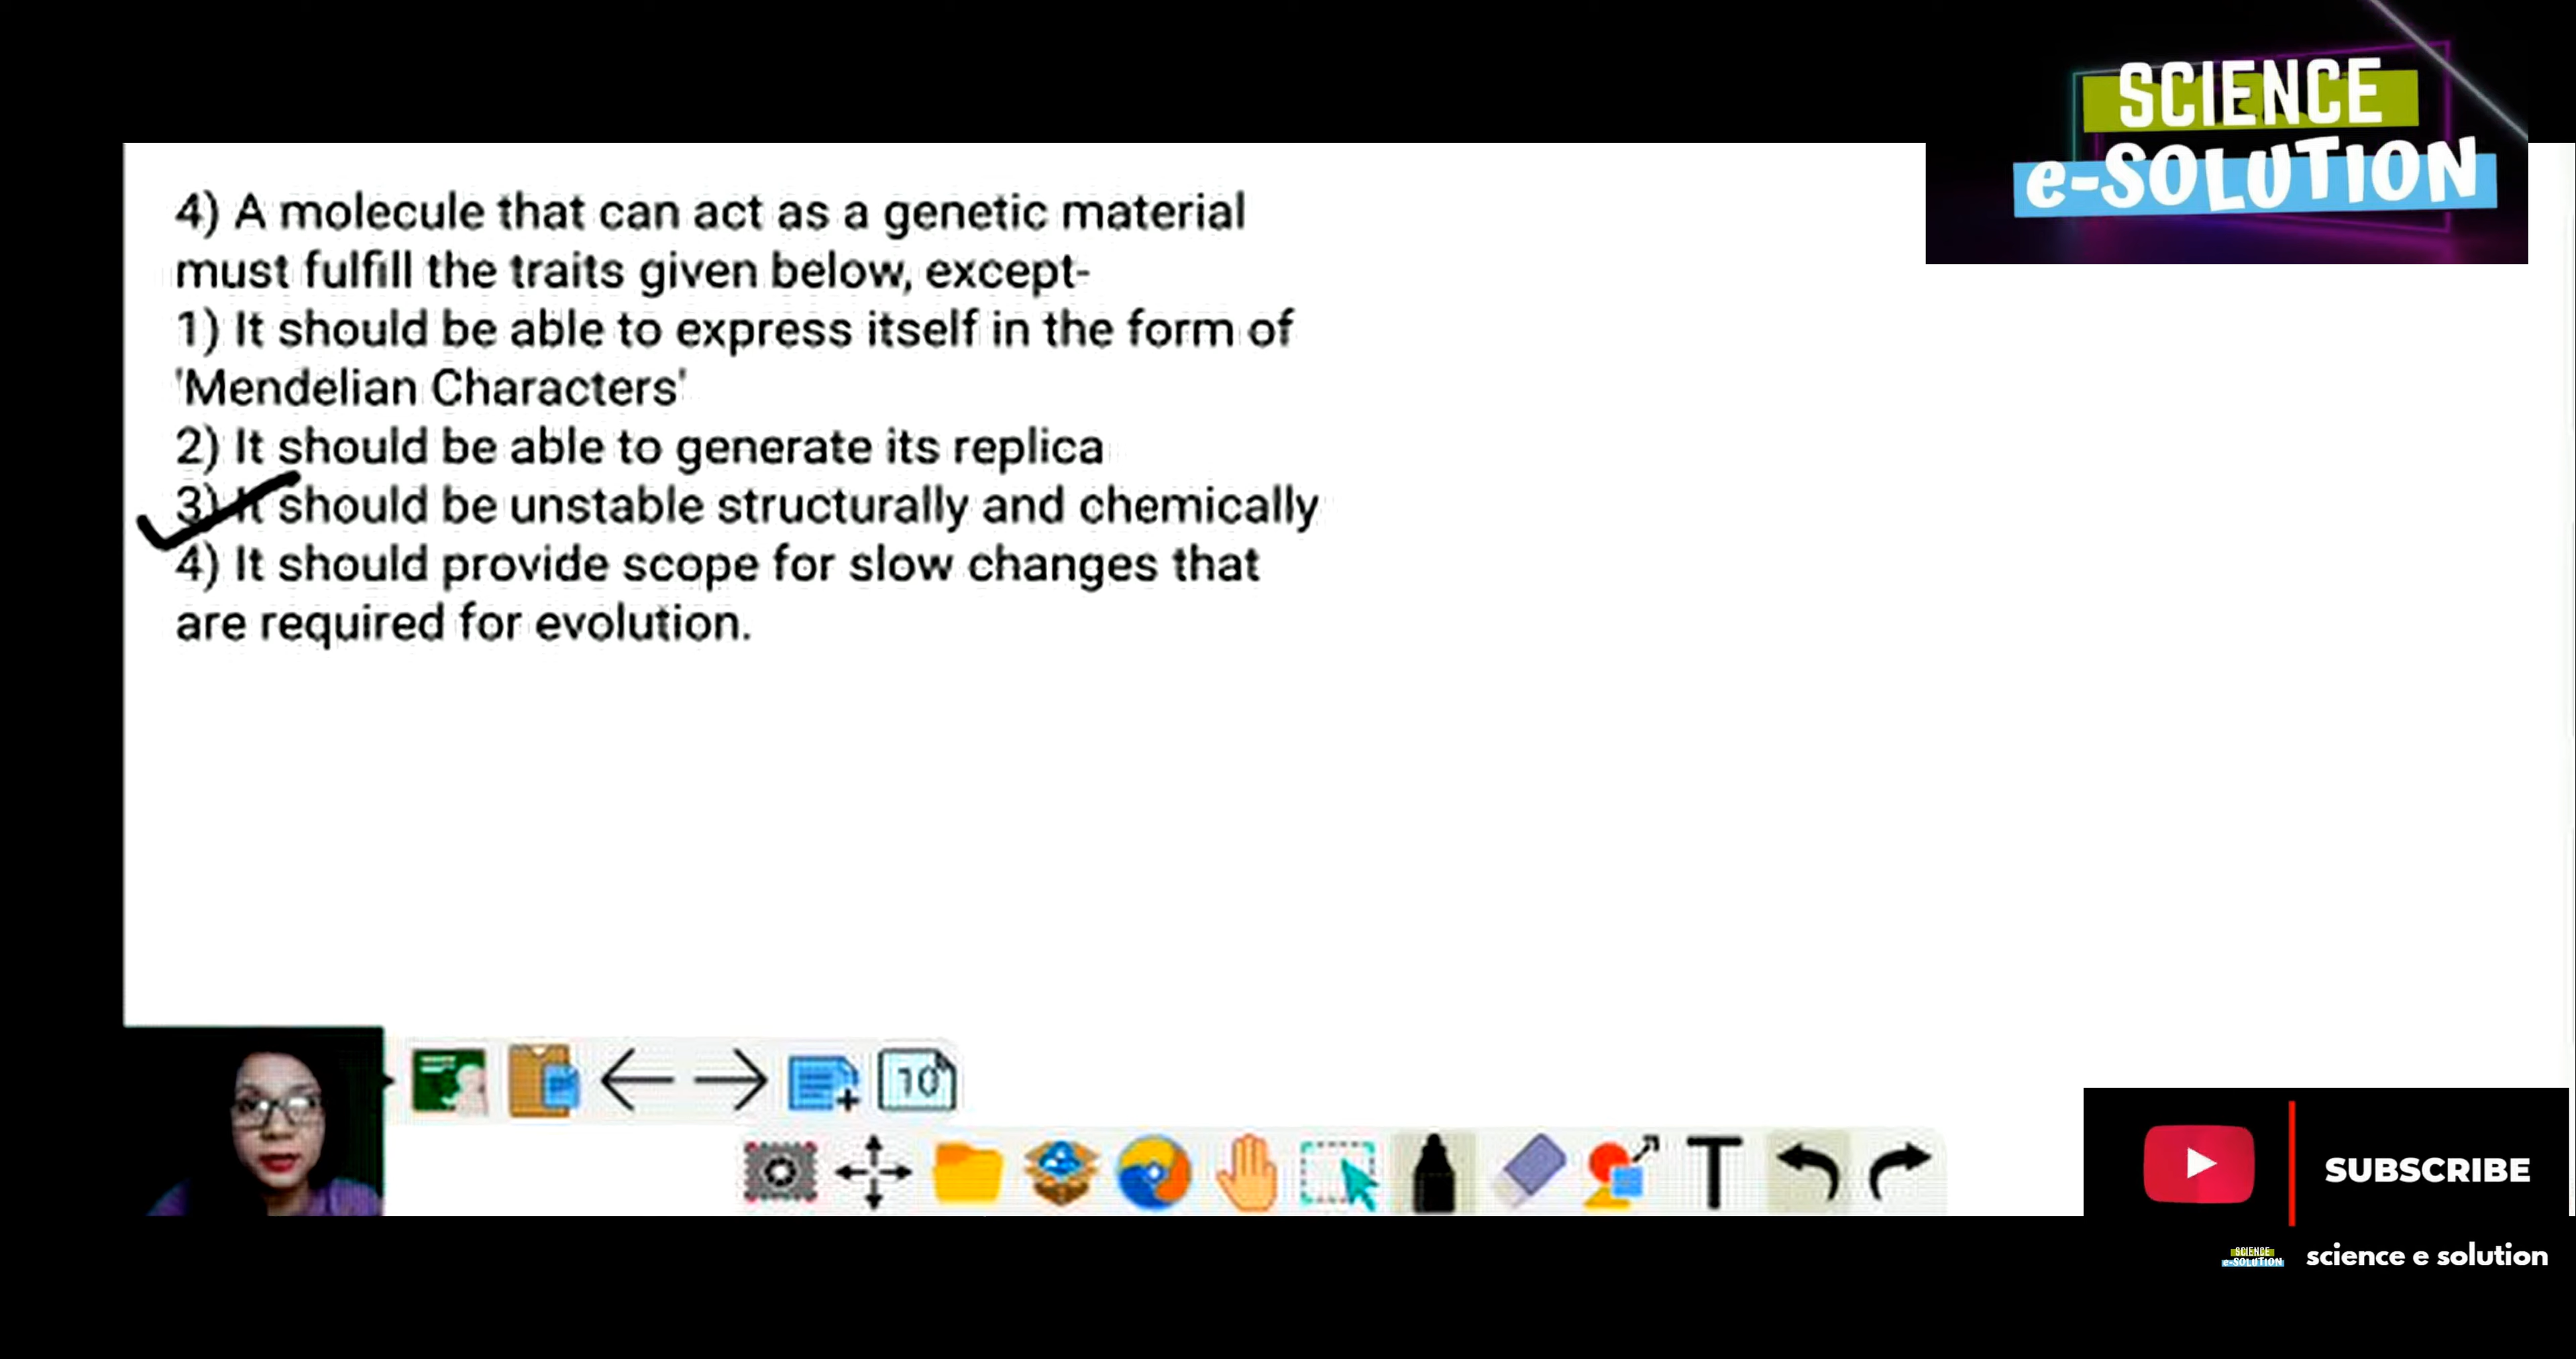 SCIENCE
e-SOLUTION
4) A molecule that can act as a genetic material
must fulfill the traits given below, except-
1) It should be able to express itself in the form of
'Mendelian Characters'
2) It should be able to generate its replica
3) It should be unstable structurally and chemically
4) It should provide scope for slow changes that
are required for evolution.
10
T
SUBSCRIBE
SCIENCE
e-SOLUTION
science e solution